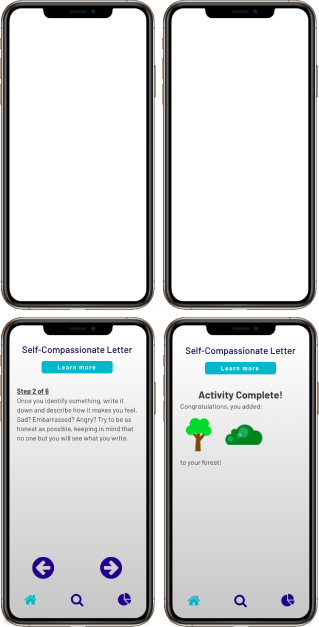 Self-Compassionate Letter
Learn more
Step 2 of 6
Once you identify something, write it
down and describe how it makes you feel.
Sad? Embarrassed? Angry? Try to be as
honest as possible, keeping in mind that
no one but you will see what you write.
Self-Compassionate Letter
Learn more
Activity Complete!
Congratulations, you added:
to your forest!